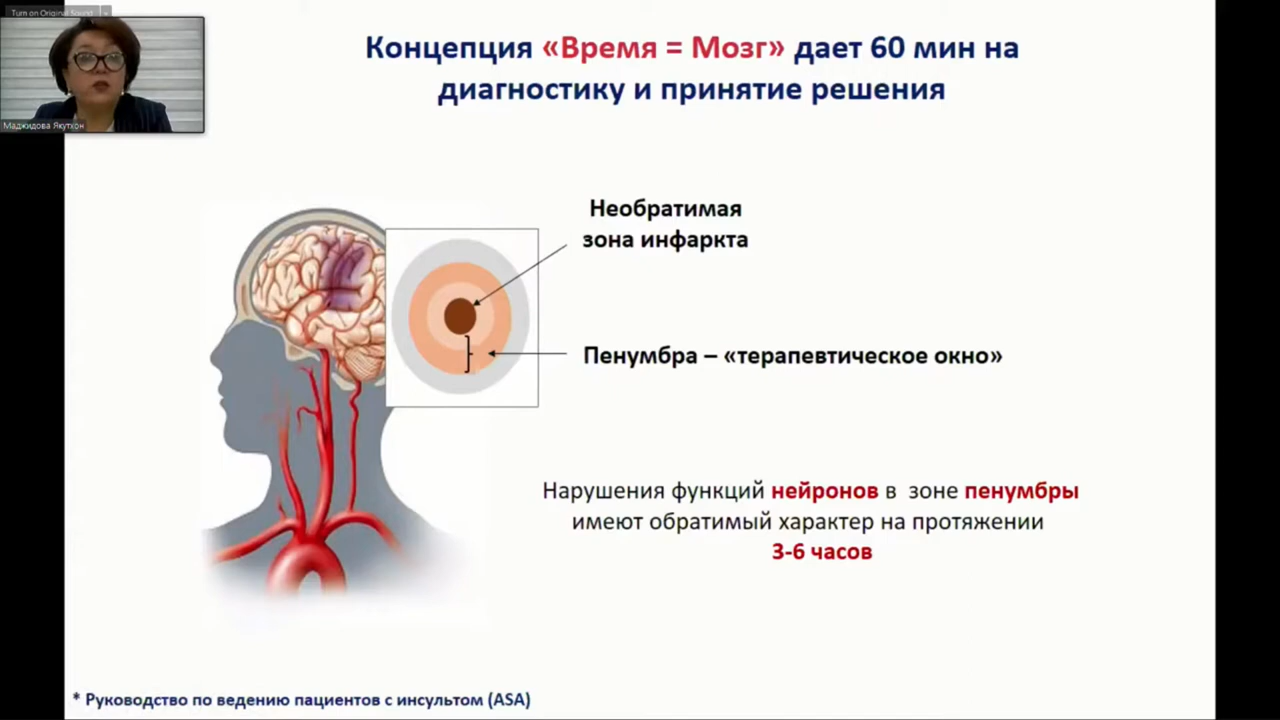 Turn on Original Sound
Концепция «Время = Мозг» дает 60 мин на
диагностику и принятие решения
Маджидова Якутхон
Необратимая
зона инфаркта
Пенумбра – «терапевтическое окно»
Нарушения функций нейронов в зоне пенумбры
имеют обратимый характер на протяжении
3-6 часов
* Руководство по ведению пациентов с инсультом (ASA)